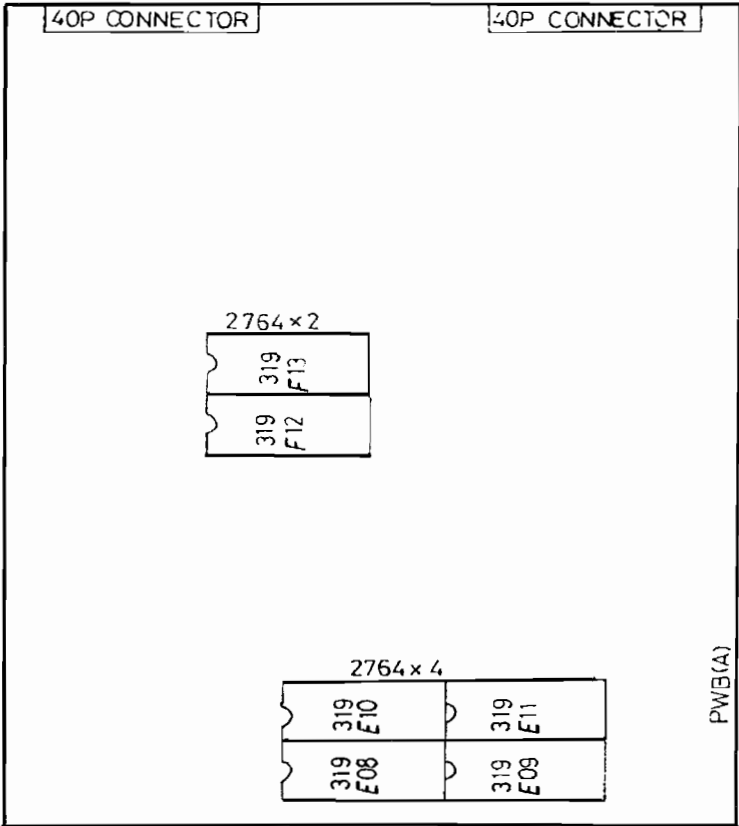 40P CONNECTOR
40P CONNECTOR
2764×2
319
F13
319
F12
2764×4
319
E10
319
E11
319
E08
319
E09
PWB(A)